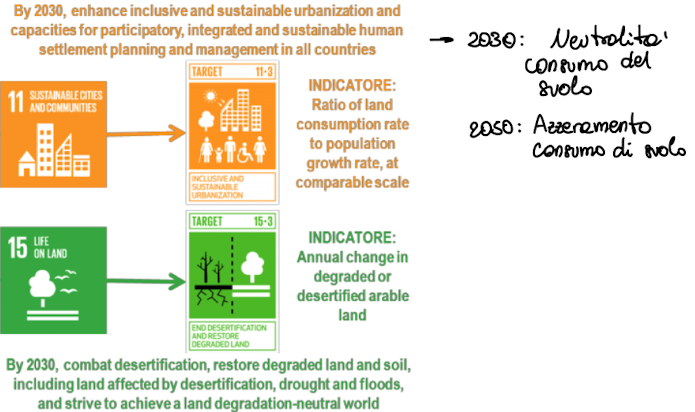 By 2030, enhance inclusive and sustainable urbanization and
capacities for participatory, integrated and sustainable human
settlement planning and management in all countries
→ 2030: Neutralità
consumo del
suolo
2050: Azzeramento
consumo di suolo
11 SUSTAINABLE CITIES
AND COMMUNITIES
TARGET 11·3
INCLUSIVE AND
SUSTAINABLE
URBANIZATION
INDICATORE:
Ratio of land
consumption rate
to population
growth rate, at
comparable scale
15 LIFE
ON LAND
TARGET 15·3
END DESERTIFICATION
AND RESTORE
DEGRADED LAND
INDICATORE:
Annual change in
degraded or
desertified arable
land
By 2030, combat desertification, restore degraded land and soil,
including land affected by desertification, drought and floods,
and strive to achieve a land degradation-neutral world